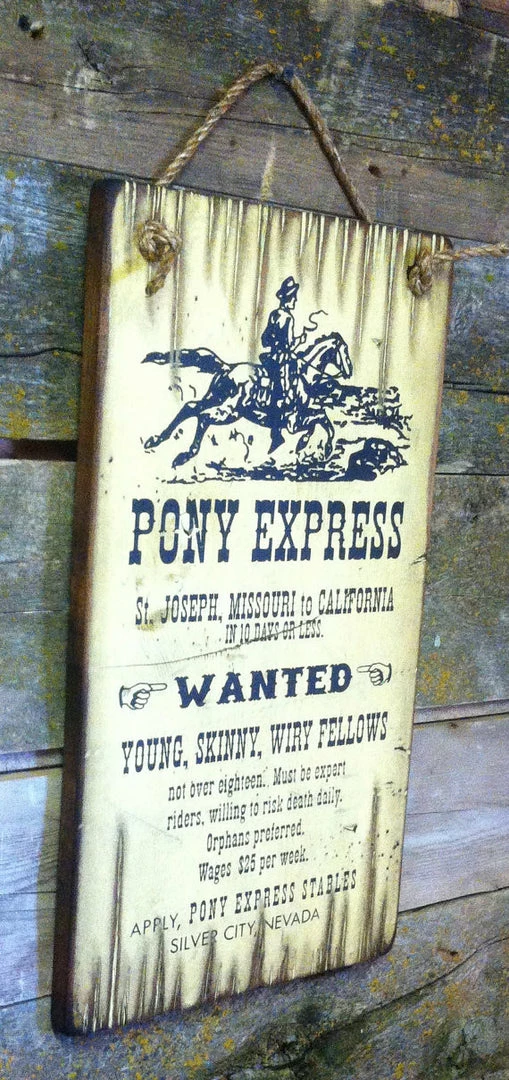 PONY EXPRESS
St. JOSEPH, MISSOURI to CALIFORNIA
IN 10 DAYS OR LESS.
WANTED
YOUNG, SKINNY, WIRY FELLOWS
not over eighteen. Must be expert
riders, willing to risk death daily.
Orphans preferred.
Wages $25 per week.
APPLY, PONY EXPRESS STABLES
SILVER CITY, NEVADA